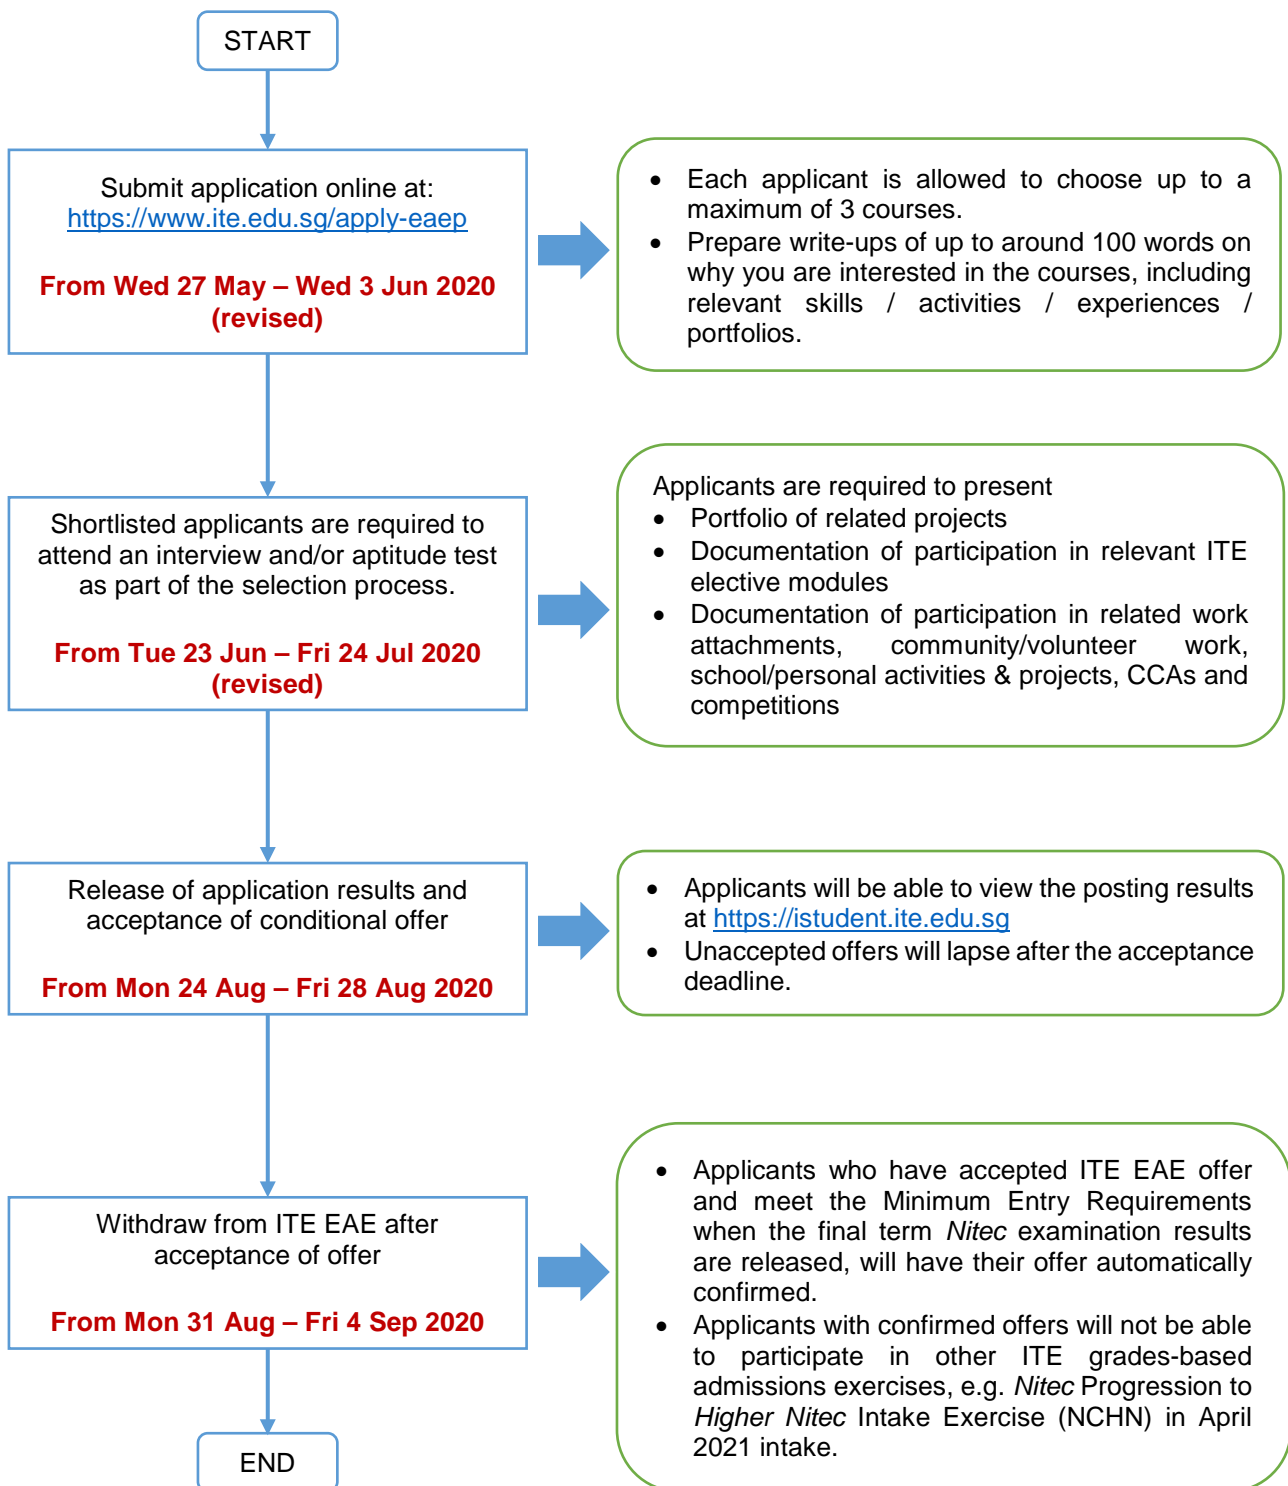 START
Submit application online at:
https://www.ite.edu.sg/apply-eaep
From Wed 27 May – Wed 3 Jun 2020
(revised)
• Each applicant is allowed to choose up to a
maximum of 3 courses.
• Prepare write-ups of up to around 100 words on
why you are interested in the courses, including
relevant skills / activities / experiences /
portfolios.
Shortlisted applicants are required to
attend an interview and/or aptitude test
as part of the selection process.
From Tue 23 Jun – Fri 24 Jul 2020
(revised)
Applicants are required to present
• Portfolio of related projects
• Documentation of participation in relevant ITE
elective modules
• Documentation of participation in related work
attachments, community/volunteer work,
school/personal activities & projects, CCAs and
competitions
Release of application results and
acceptance of conditional offer
From Mon 24 Aug – Fri 28 Aug 2020
• Applicants will be able to view the posting results
at https://istudent.ite.edu.sg
• Unaccepted offers will lapse after the acceptance
deadline.
Withdraw from ITE EAE after
acceptance of offer
From Mon 31 Aug – Fri 4 Sep 2020
• Applicants who have accepted ITE EAE offer
and meet the Minimum Entry Requirements
when the final term Nitec examination results
are released, will have their offer automatically
confirmed.
• Applicants with confirmed offers will not be able
to participate in other ITE grades-based
admissions exercises, e.g. Nitec Progression to
Higher Nitec Intake Exercise (NCHN) in April
2021 intake.
END